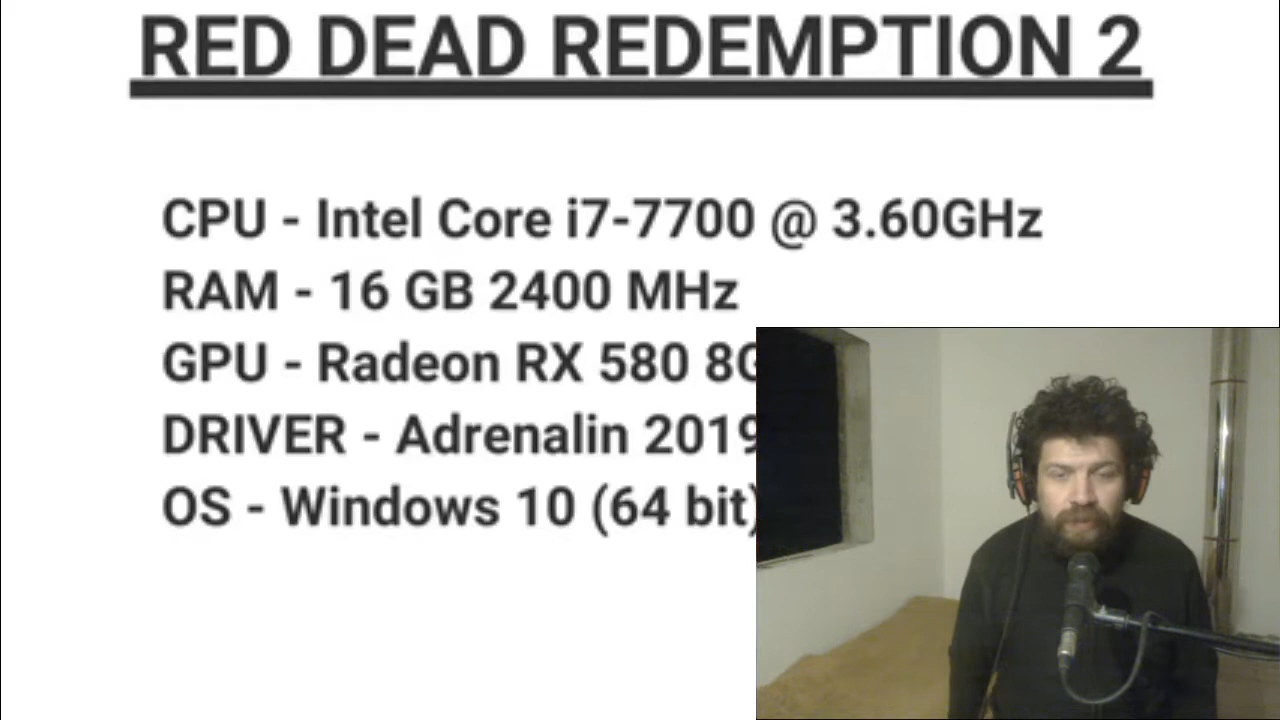 RED DEAD REDEMPTION 2
CPU - Intel Core i7-7700 @ 3.60GHz
RAM - 16 GB 2400 MHz
GPU - Radeon RX 580
DRIVER - Adrenalin 2019
OS - Windows 10 (64 bit)